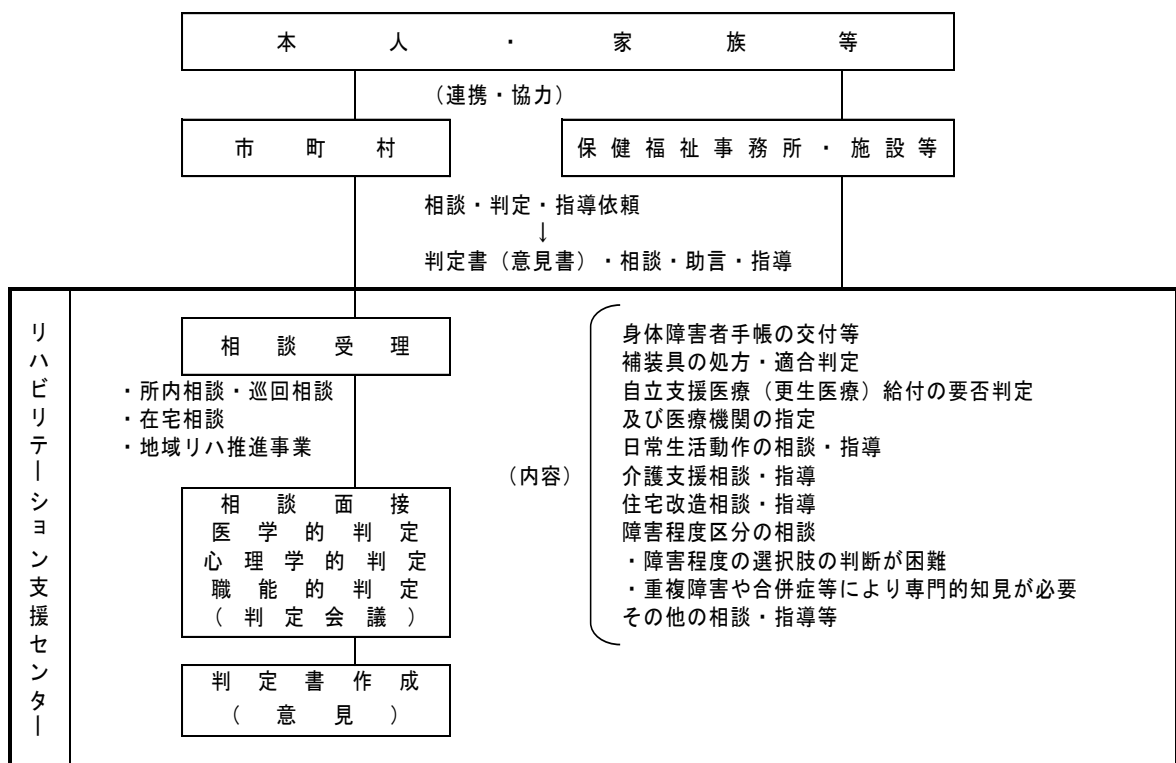 本人・家族等
（連携・協力）
市町村
保健福祉事務所・施設等
相談・判定・指導依頼
↓
判定書（意見書）・相談・助言・指導
リハビリテーション支援センター
相談受理
・所内相談・巡回相談
・在宅相談
・地域リハ推進事業
相談面接
医学的判定
心理学的判定
職能的判定
（判定会議）
判定書作成
（意見）
（内容）
身体障害者手帳の交付等
補装具の処方・適合判定
自立支援医療（更生医療）給付の要否判定
及び医療機関の指定
日常生活動作の相談・指導
介護支援相談・指導
住宅改造相談・指導
障害程度区分の相談
・障害程度の選択肢の判断が困難
・重複障害や合併症等により専門的知見が必要
その他の相談・指導等